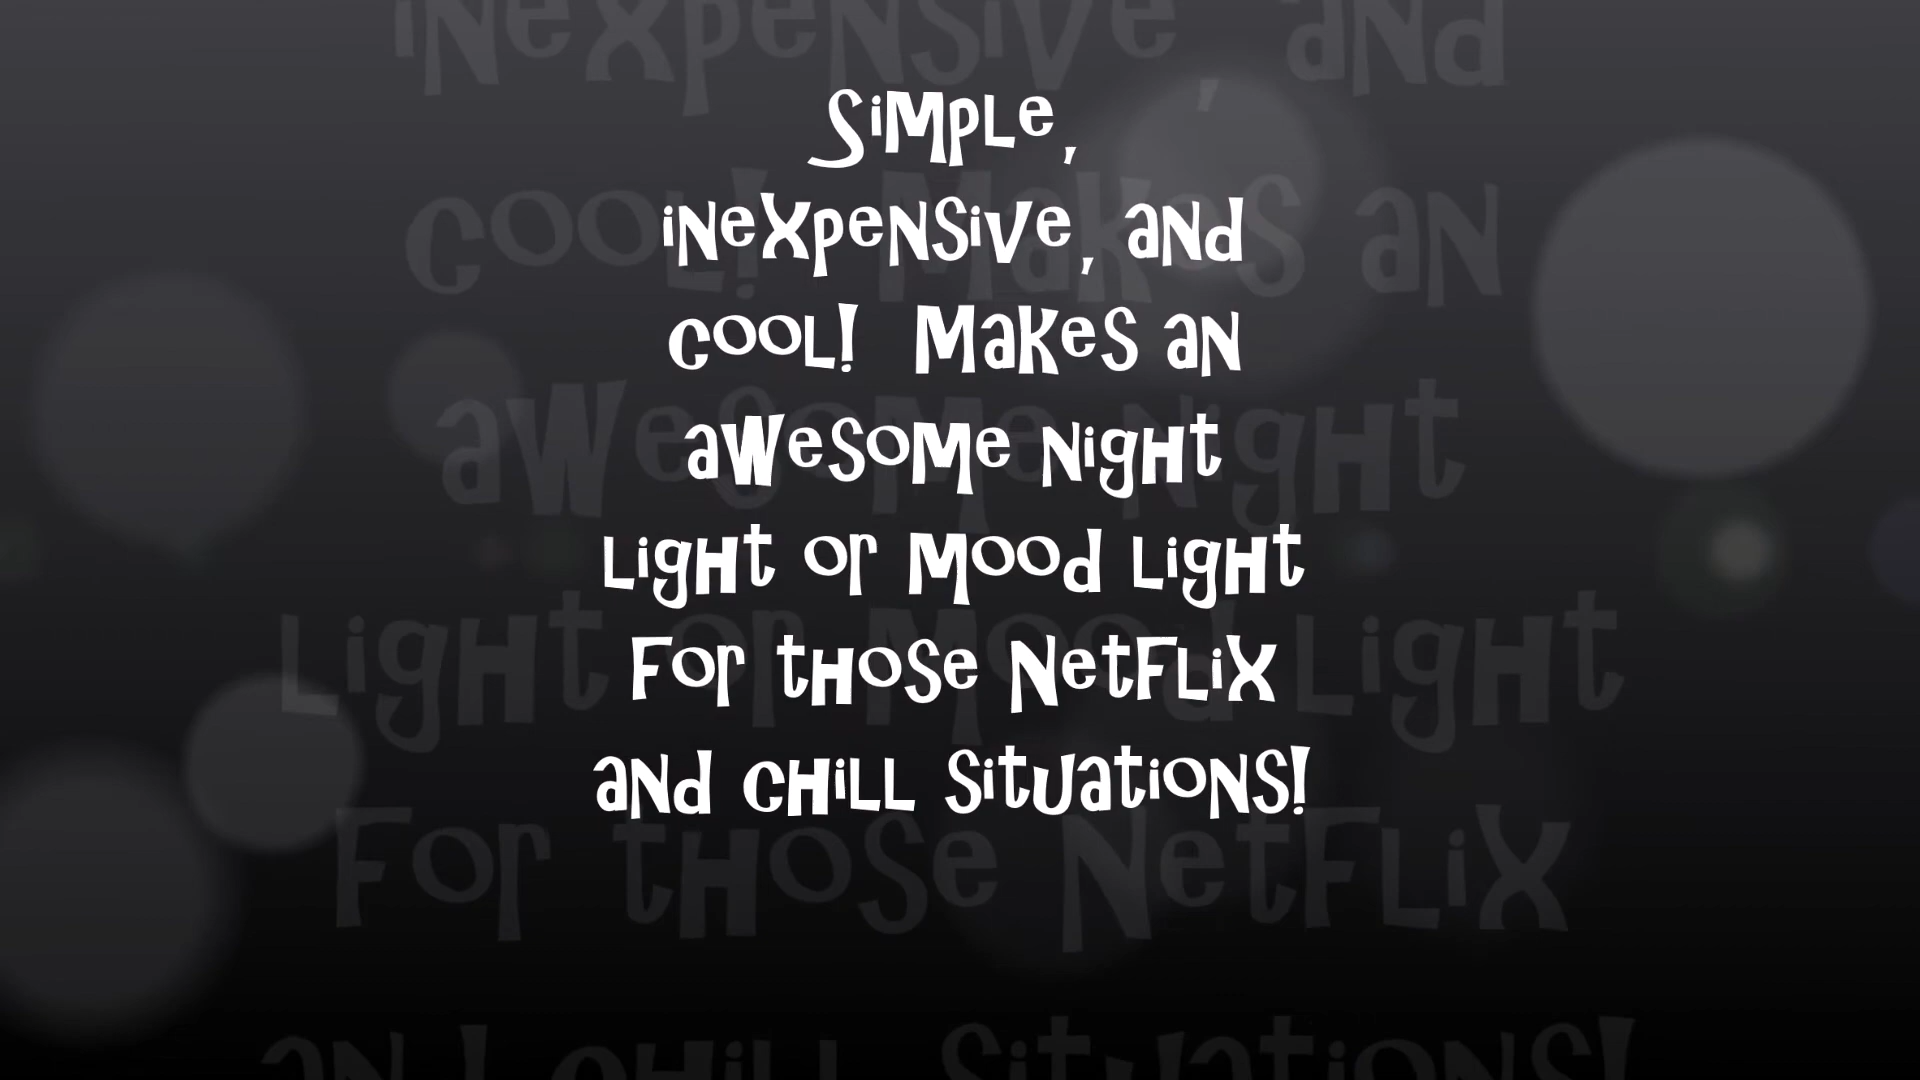 Simple,
inexpensive, and
cool! Makes an
awesome night
light or mood light
for those Netflix
and chill situations!